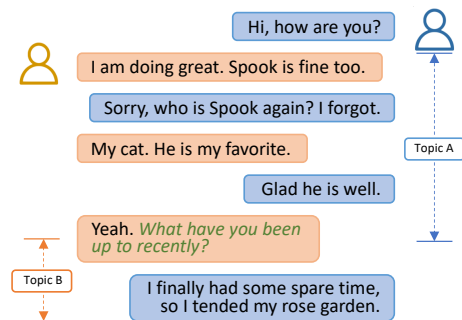 Hi, how are you?
I am doing great. Spook is fine too.
Sorry, who is Spook again? I forgot.
My cat. He is my favorite.
Topic A
Glad he is well.
Yeah. What have you been
up to recently?
Topic B
I finally had some spare time,
so I tended my rose garden.